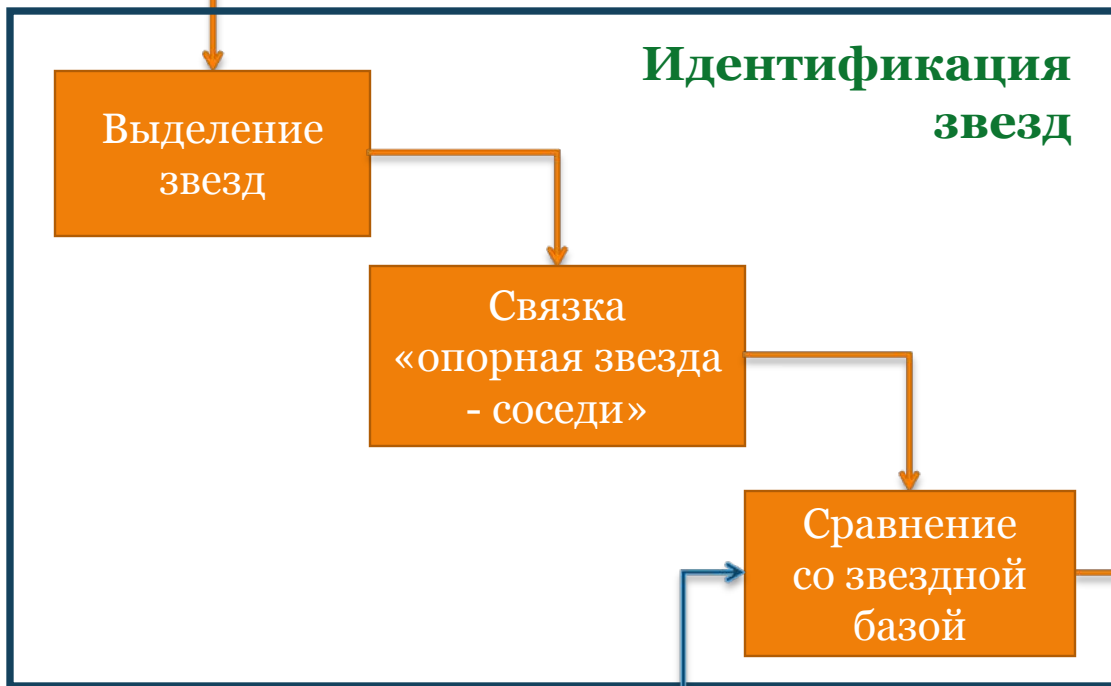 Идентификация
звезд
Выделение
звезд
Связка
«опорная звезда
- соседи»
Сравнение
со звездной
базой